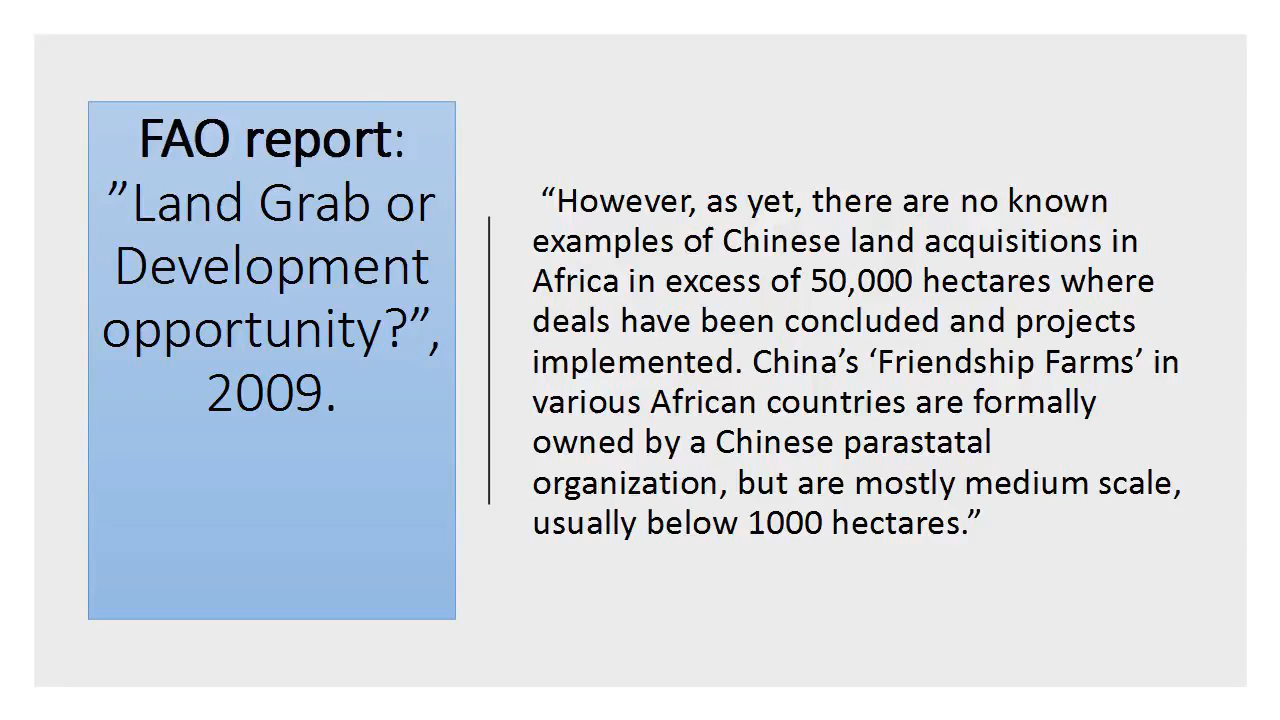 FAO report:
”Land Grab or
Development
opportunity?”,
2009.
“However, as yet, there are no known
examples of Chinese land acquisitions in
Africa in excess of 50,000 hectares where
deals have been concluded and projects
implemented. China’s ‘Friendship Farms’ in
various African countries are formally
owned by a Chinese parastatal
organization, but are mostly medium scale,
usually below 1000 hectares.”